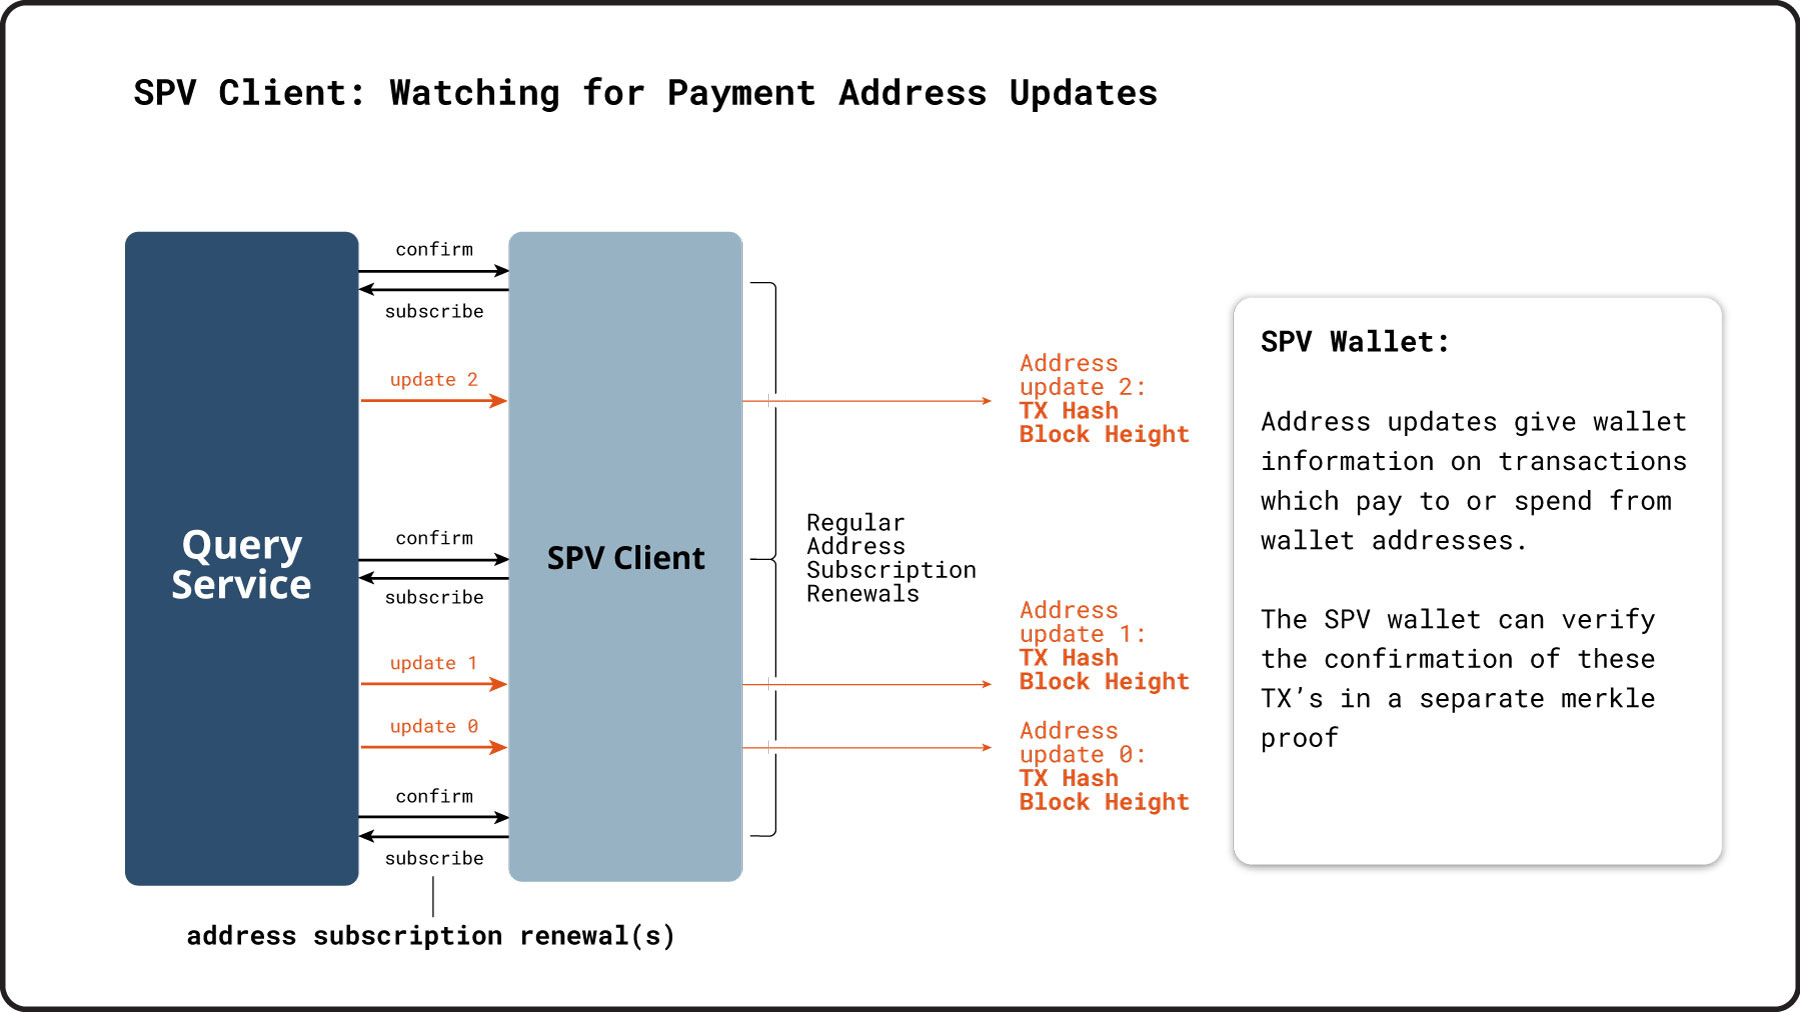 SPV Client: Watching for Payment Address Updates
confirm
subscribe
update 2
confirm
subscribe
update 1
update 0
confirm
subscribe
address subscription renewal(s)
Query
Service
SPV Client
Regular
Address
Subscription
Renewals
Address
update 2:
TX Hash
Block Height
Address
update 1:
TX Hash
Block Height
Address
update 0:
TX Hash
Block Height
SPV Wallet:
Address updates give wallet
information on transactions
which pay to or spend from
wallet addresses.
The SPV wallet can verify
the confirmation of these
TX’s in a separate merkle
proof